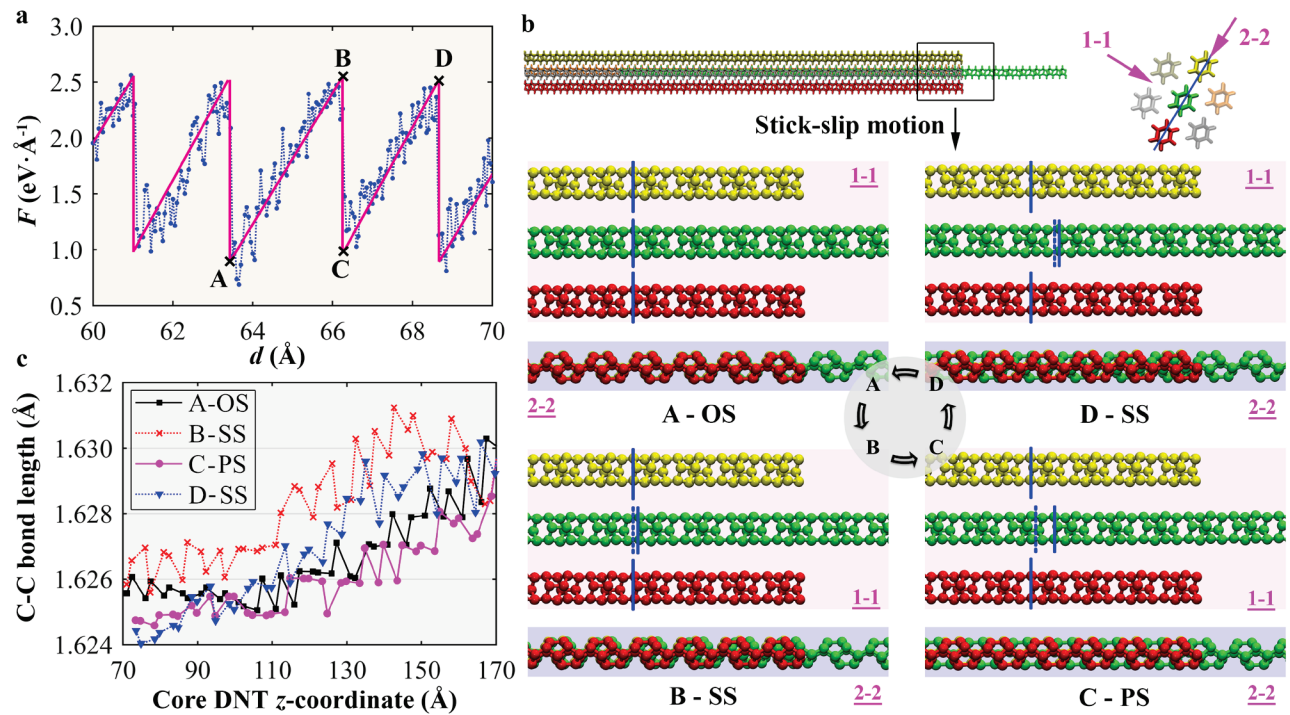 a
3.0
2.5
2.0
1.5
1.0
0.5
F (eV·Å⁻¹)
B
D
A
C
60
62
64
66
68
70
d (Å)
b
1-1
2-2
Stick-slip motion
1-1
1-1
2-2
A - OS
D - SS
2-2
A
D
B
C
1-1
1-1
B - SS
2-2
C - PS
2-2
c
1.632
1.630
1.628
1.626
1.624
C-C bond length (Å)
A-OS
B-SS
C-PS
D-SS
70
90
110
130
150
170
Core DNT z-coordinate (Å)